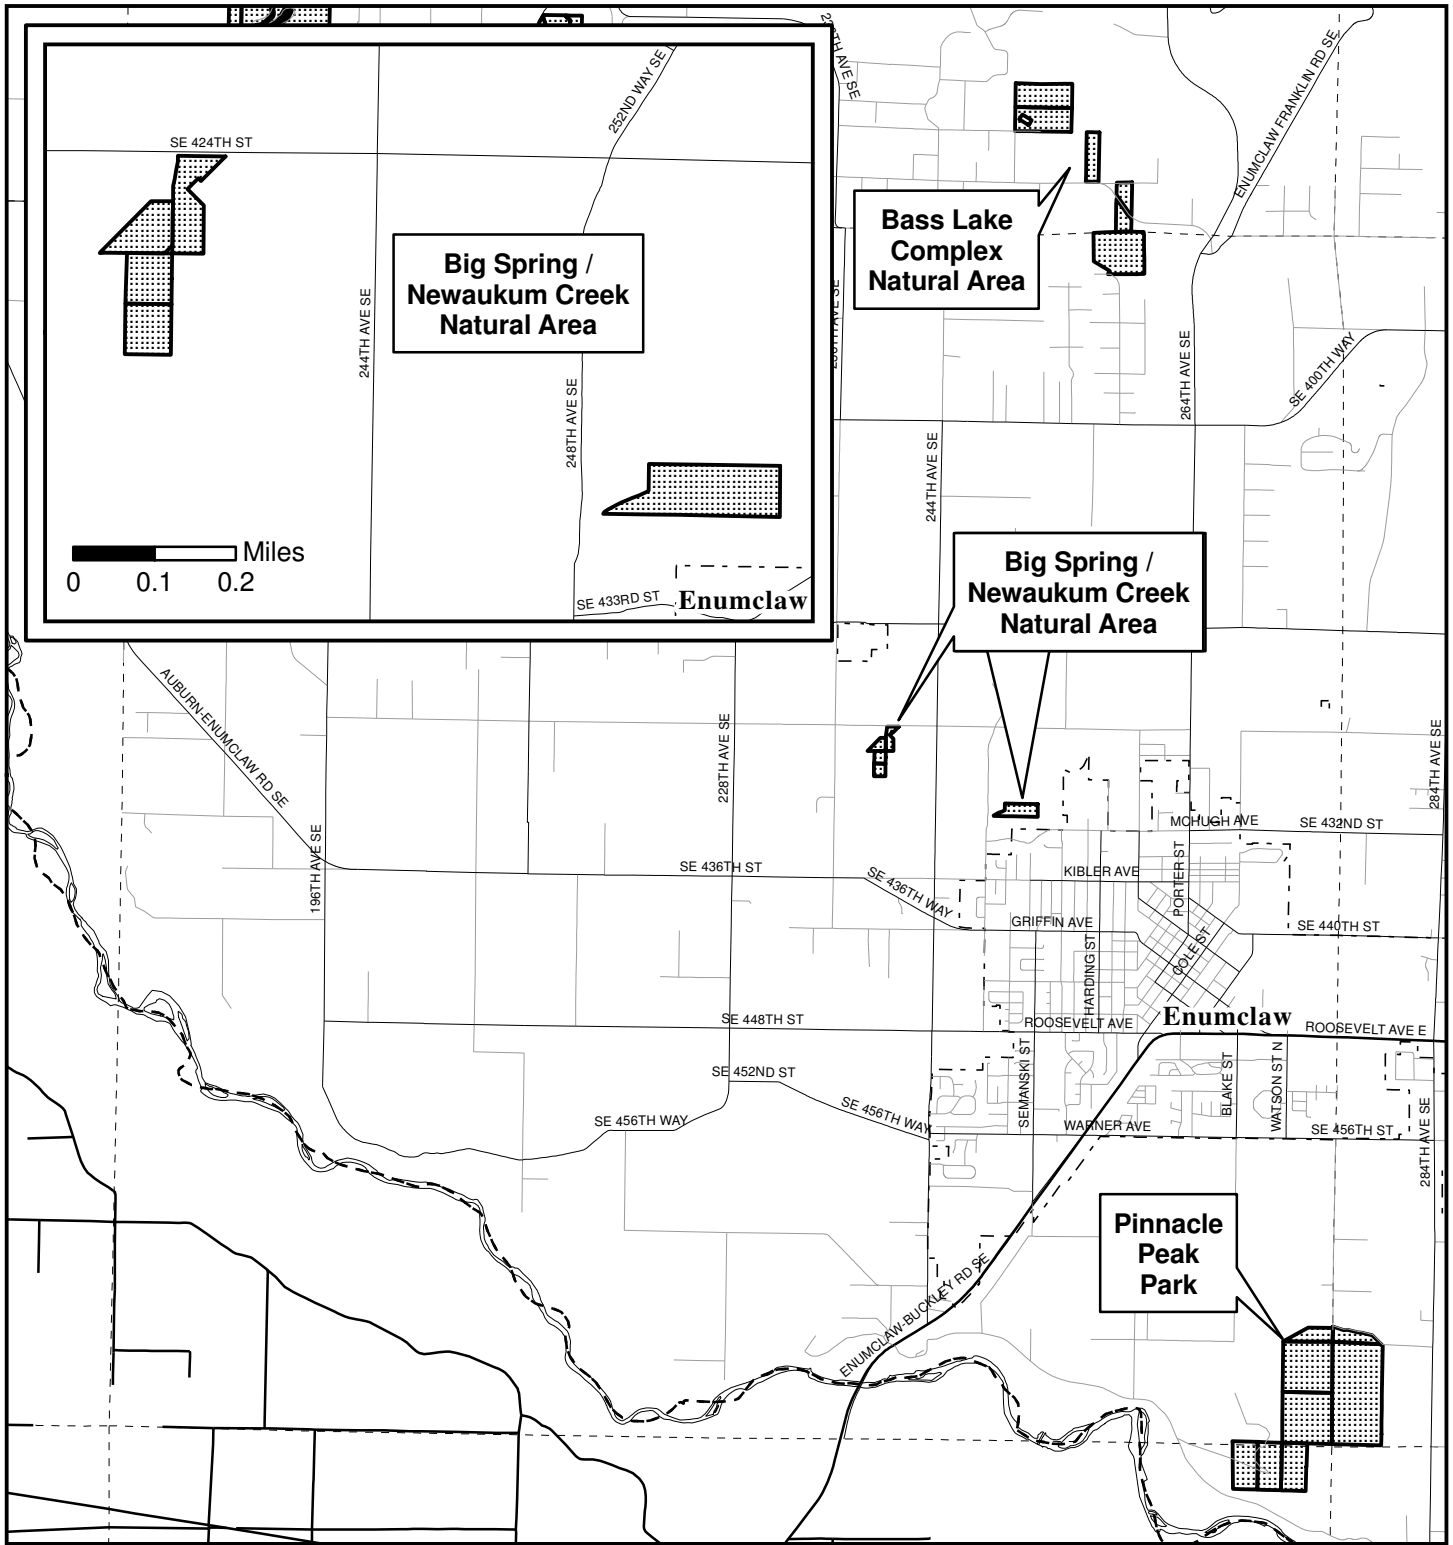 SE 424TH ST
252ND WAY SE
244TH AVE SE
Big Spring /
Newaukum Creek
Natural Area
248TH AVE SE
Miles
0 0.1 0.2
SE 433RD ST
Enumclaw
ENUMCLAW FRANKLIN RD SE
Bass Lake
Complex
Natural Area
264TH AVE SE
SE 400TH WAY
244TH AVE SE
Big Spring /
Newaukum Creek
Natural Area
AUBURN-ENUMCLAW RD SE
228TH AVE SE
284TH AVE SE
196TH AVE SE
MCHUGH AVE
SE 432ND ST
SE 436TH ST
SE 436TH WAY
KIBLER AVE
PORTER ST
GRIFFIN AVE
SE 440TH ST
HARDING ST
COLE ST
SE 448TH ST
ROOSEVELT AVE
Enumclaw
ROOSEVELT AVE E
SE 452ND ST
SEMANSKI ST
BLAKE ST
WATSON ST N
SE 456TH WAY
SE 456TH WAY
WARNER AVE
SE 456TH ST
284TH AVE SE
Pinnacle
Peak
Park
ENUMCLAW-BUCKLEY RD SE